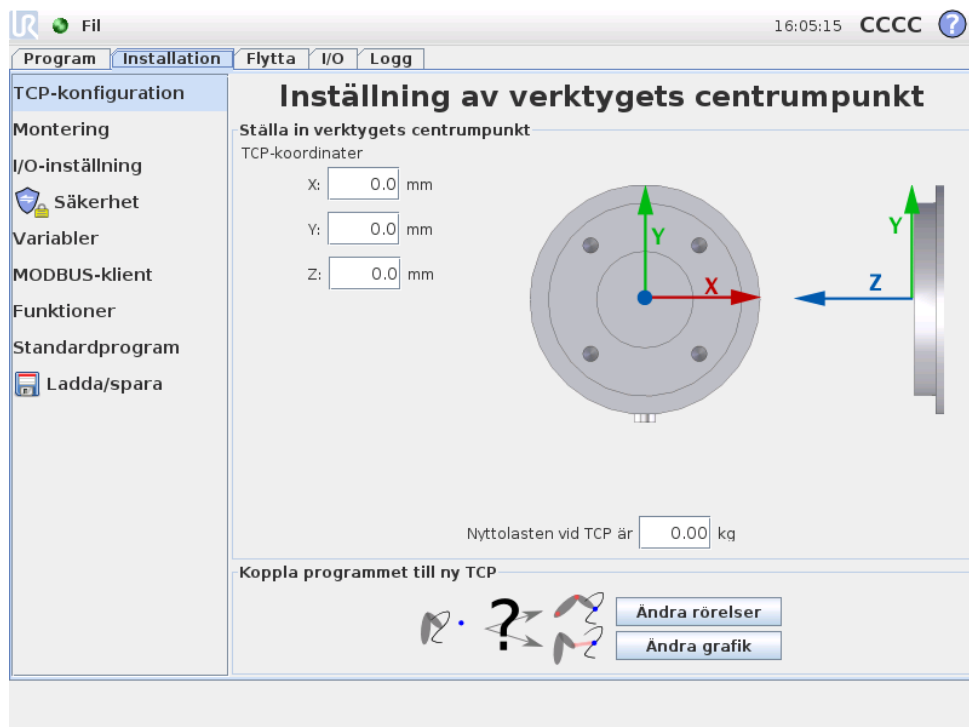 UR Fil 16:05:15 CCCC ?
Program Installation Flytta I/O Logg
TCP-konfiguration
Montering
I/O-inställning
Säkerhet
Variabler
MODBUS-klient
Funktioner
Standardprogram
Ladda/spara
Inställning av verktygets centrumpunkt
Ställa in verktygets centrumpunkt
TCP-koordinater
X: 0.0 mm
Y: 0.0 mm
Z: 0.0 mm
Y
X
Y
Z
Nyttolasten vid TCP är 0.00 kg
Koppla programmet till ny TCP
?
Ändra rörelser
Ändra grafik